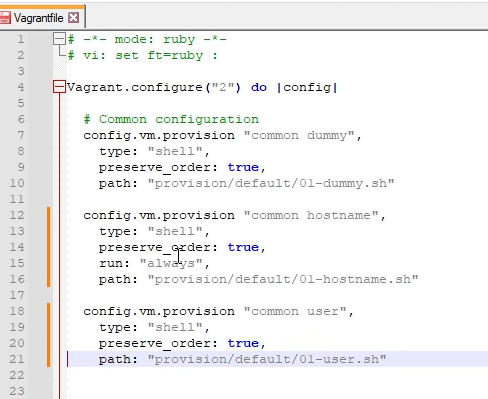 Vagrantfile
1 # -*- mode: ruby -*-
2 # vi: set ft=ruby :
3
4 Vagrant.configure("2") do |config|
5
6 # Common configuration
7 config.vm.provision "common dummy",
8 type: "shell",
9 preserve_order: true,
10 path: "provision/default/01-dummy.sh"
11
12 config.vm.provision "common hostname",
13 type: "shell",
14 preserve_order: true,
15 run: "always",
16 path: "provision/default/01-hostname.sh"
17
18 config.vm.provision "common user",
19 type: "shell",
20 preserve_order: true,
21 path: "provision/default/01-user.sh"
22
23